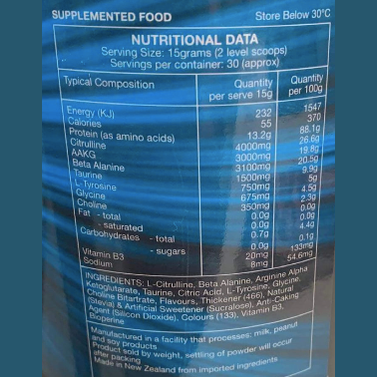 SUPPLEMENTED FOOD
Store Below 30°C
NUTRITIONAL DATA
Serving Size: 15grams (2 level scoops)
Servings per container: 30 (approx)
Typical Composition Quantity per serve 15g Quantity per 100g
Energy (KJ) 232 1547
Calories 55 370
Protein (as amino acids) 13.2g 88.1g
Citrulline 4000mg 26.6g
AAKG 3000mg 19.8g
Beta Alanine 3100mg 20.5g
Taurine 1500mg 9.9g
L-Tyrosine 750mg 5g
Glycine 675mg 4.5g
Choline 350mg 2.3g
Fat - total 0.0g 0.0g
- saturated 0.0g 0.0g
Carbohydrates - total 0.7g 4.4g
- sugars 0.0g 0.1g
Vitamin B3 20mg 133mg
Sodium 8mg 54.6mg
INGREDIENTS: L-Citrulline, Beta Alanine, Arginine Alpha
Ketoglutarate, Taurine, Citric Acid, L-Tyrosine, Glycine,
Choline Bitartrate, Flavours, Thickener (466), Natural
(Stevia) & Artificial Sweetener (Sucralose), Anti-Caking
Agent (Silicon Dioxide), Colours (133), Vitamin B3,
Bioperine
Manufactured in a facility that processes: milk, peanut
and soy products
Product sold by weight, settling of powder will occur
after packing
Made in New Zealand from imported ingredients